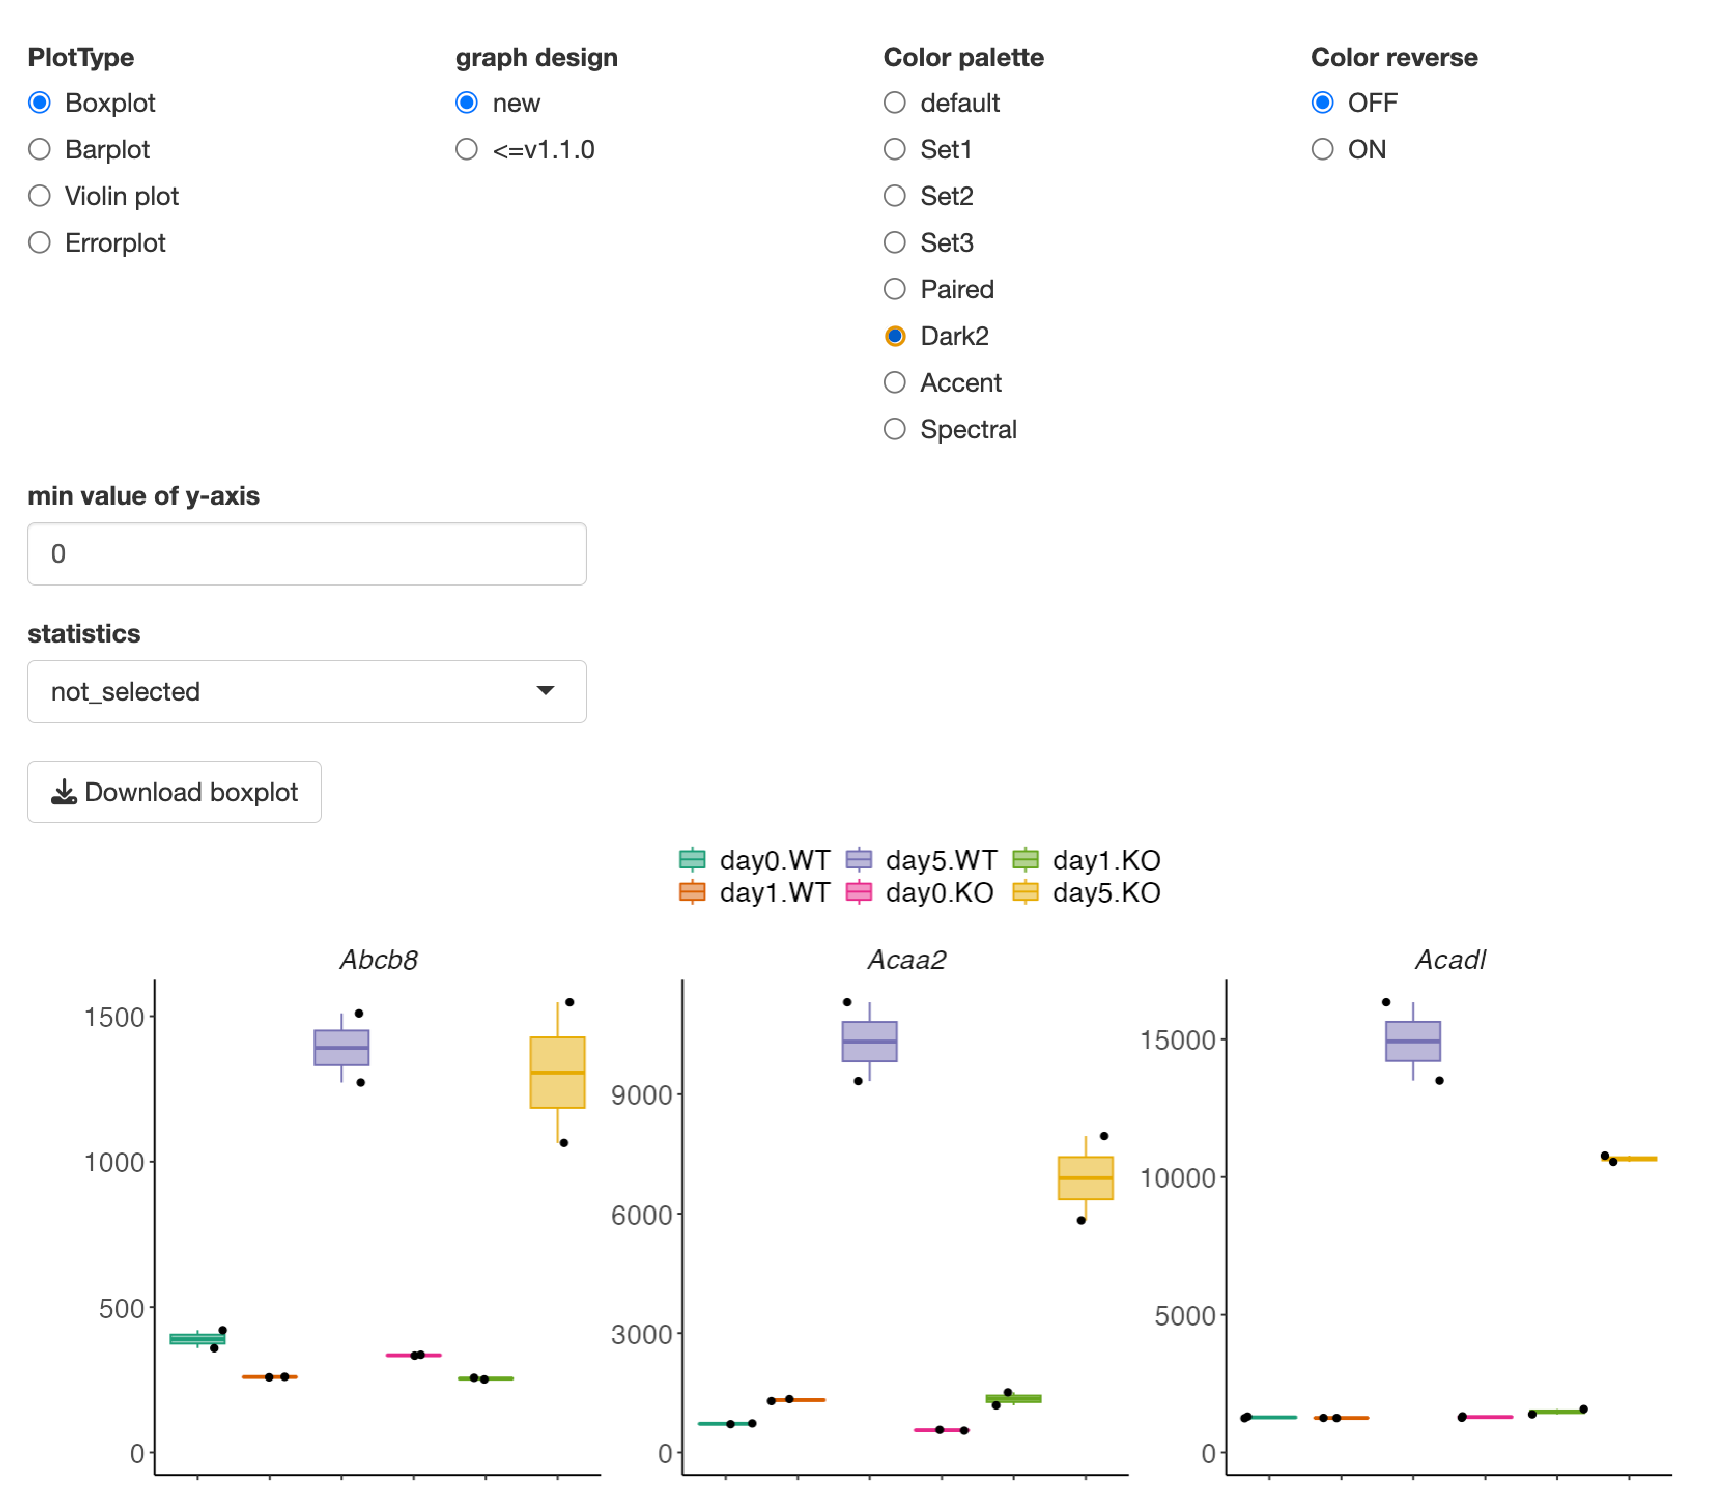 PlotType
Boxplot
Barplot
Violin plot
Errorplot
graph design
new
<=v1.1.0
Color palette
default
Set1
Set2
Set3
Paired
Dark2
Accent
Spectral
Color reverse
OFF
ON
min value of y-axis
0
statistics
not_selected
Download boxplot
day0.WT day5.WT day1.KO
day1.WT day0.KO day5.KO
Abcb8
1500
1000
500
0
Acaa2
9000
6000
3000
0
Acadl
15000
10000
5000
0